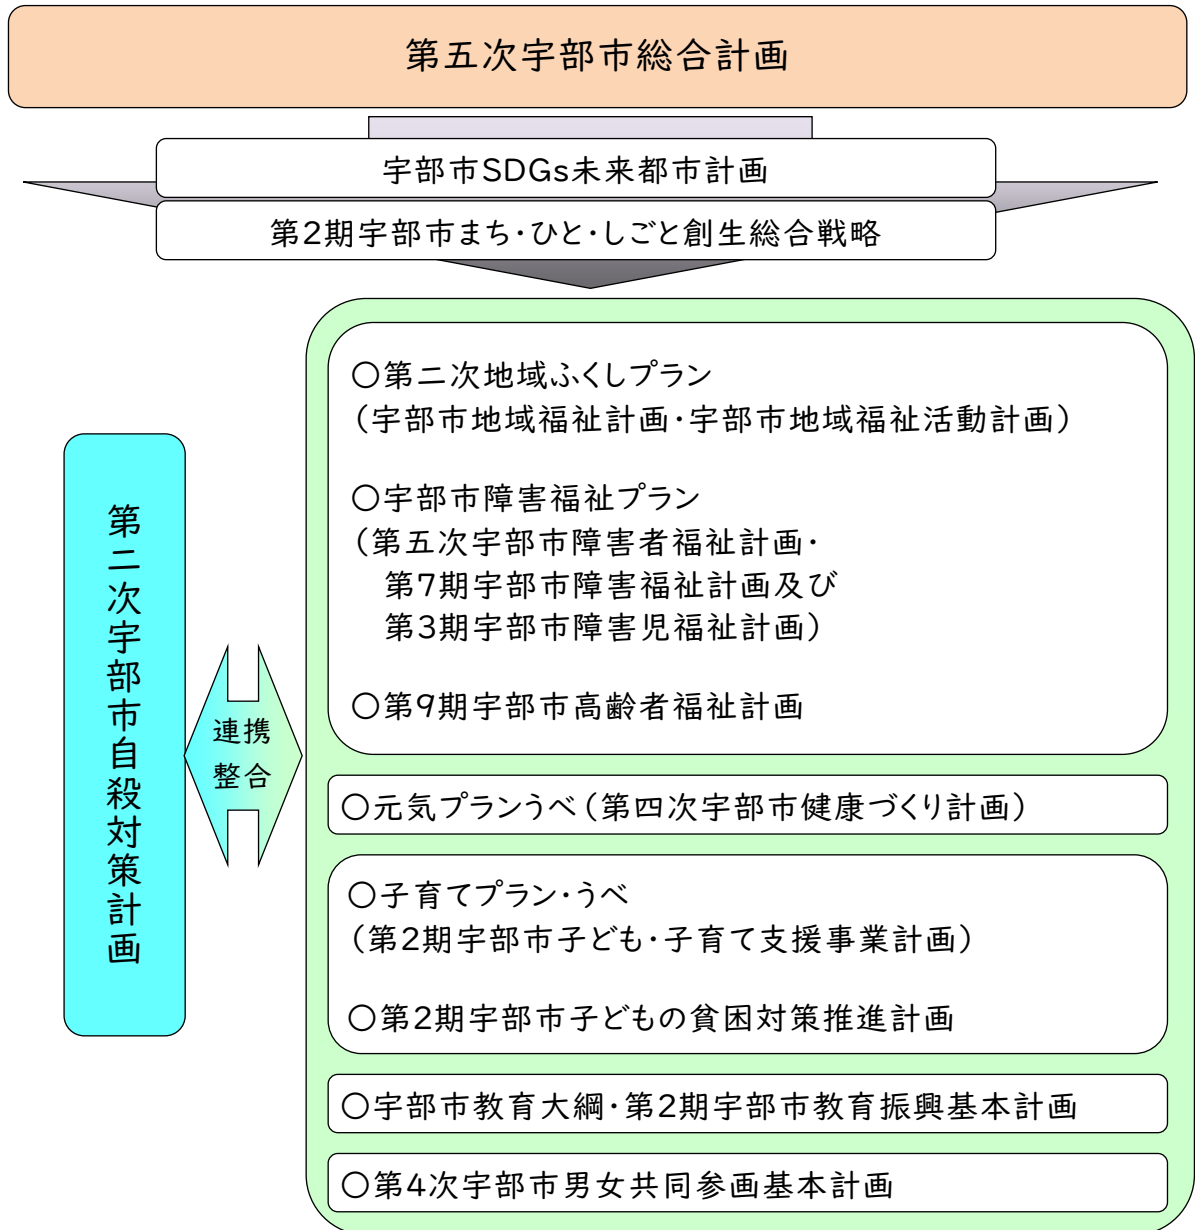 第五次宇部市総合計画
宇部市SDGs未来都市計画
第2期宇部市まち・ひと・しごと創生総合戦略
第二次宇部市自殺対策計画
連携
整合
○第二次地域ふくしプラン
（宇部市地域福祉計画・宇部市地域福祉活動計画）
○宇部市障害福祉プラン
（第五次宇部市障害者福祉計画・
第7期宇部市障害福祉計画及び
第3期宇部市障害児福祉計画）
○第9期宇部市高齢者福祉計画
○元気プランうべ（第四次宇部市健康づくり計画）
○子育てプラン・うべ
（第2期宇部市子ども・子育て支援事業計画）
○第2期宇部市子どもの貧困対策推進計画
○宇部市教育大綱・第2期宇部市教育振興基本計画
○第4次宇部市男女共同参画基本計画